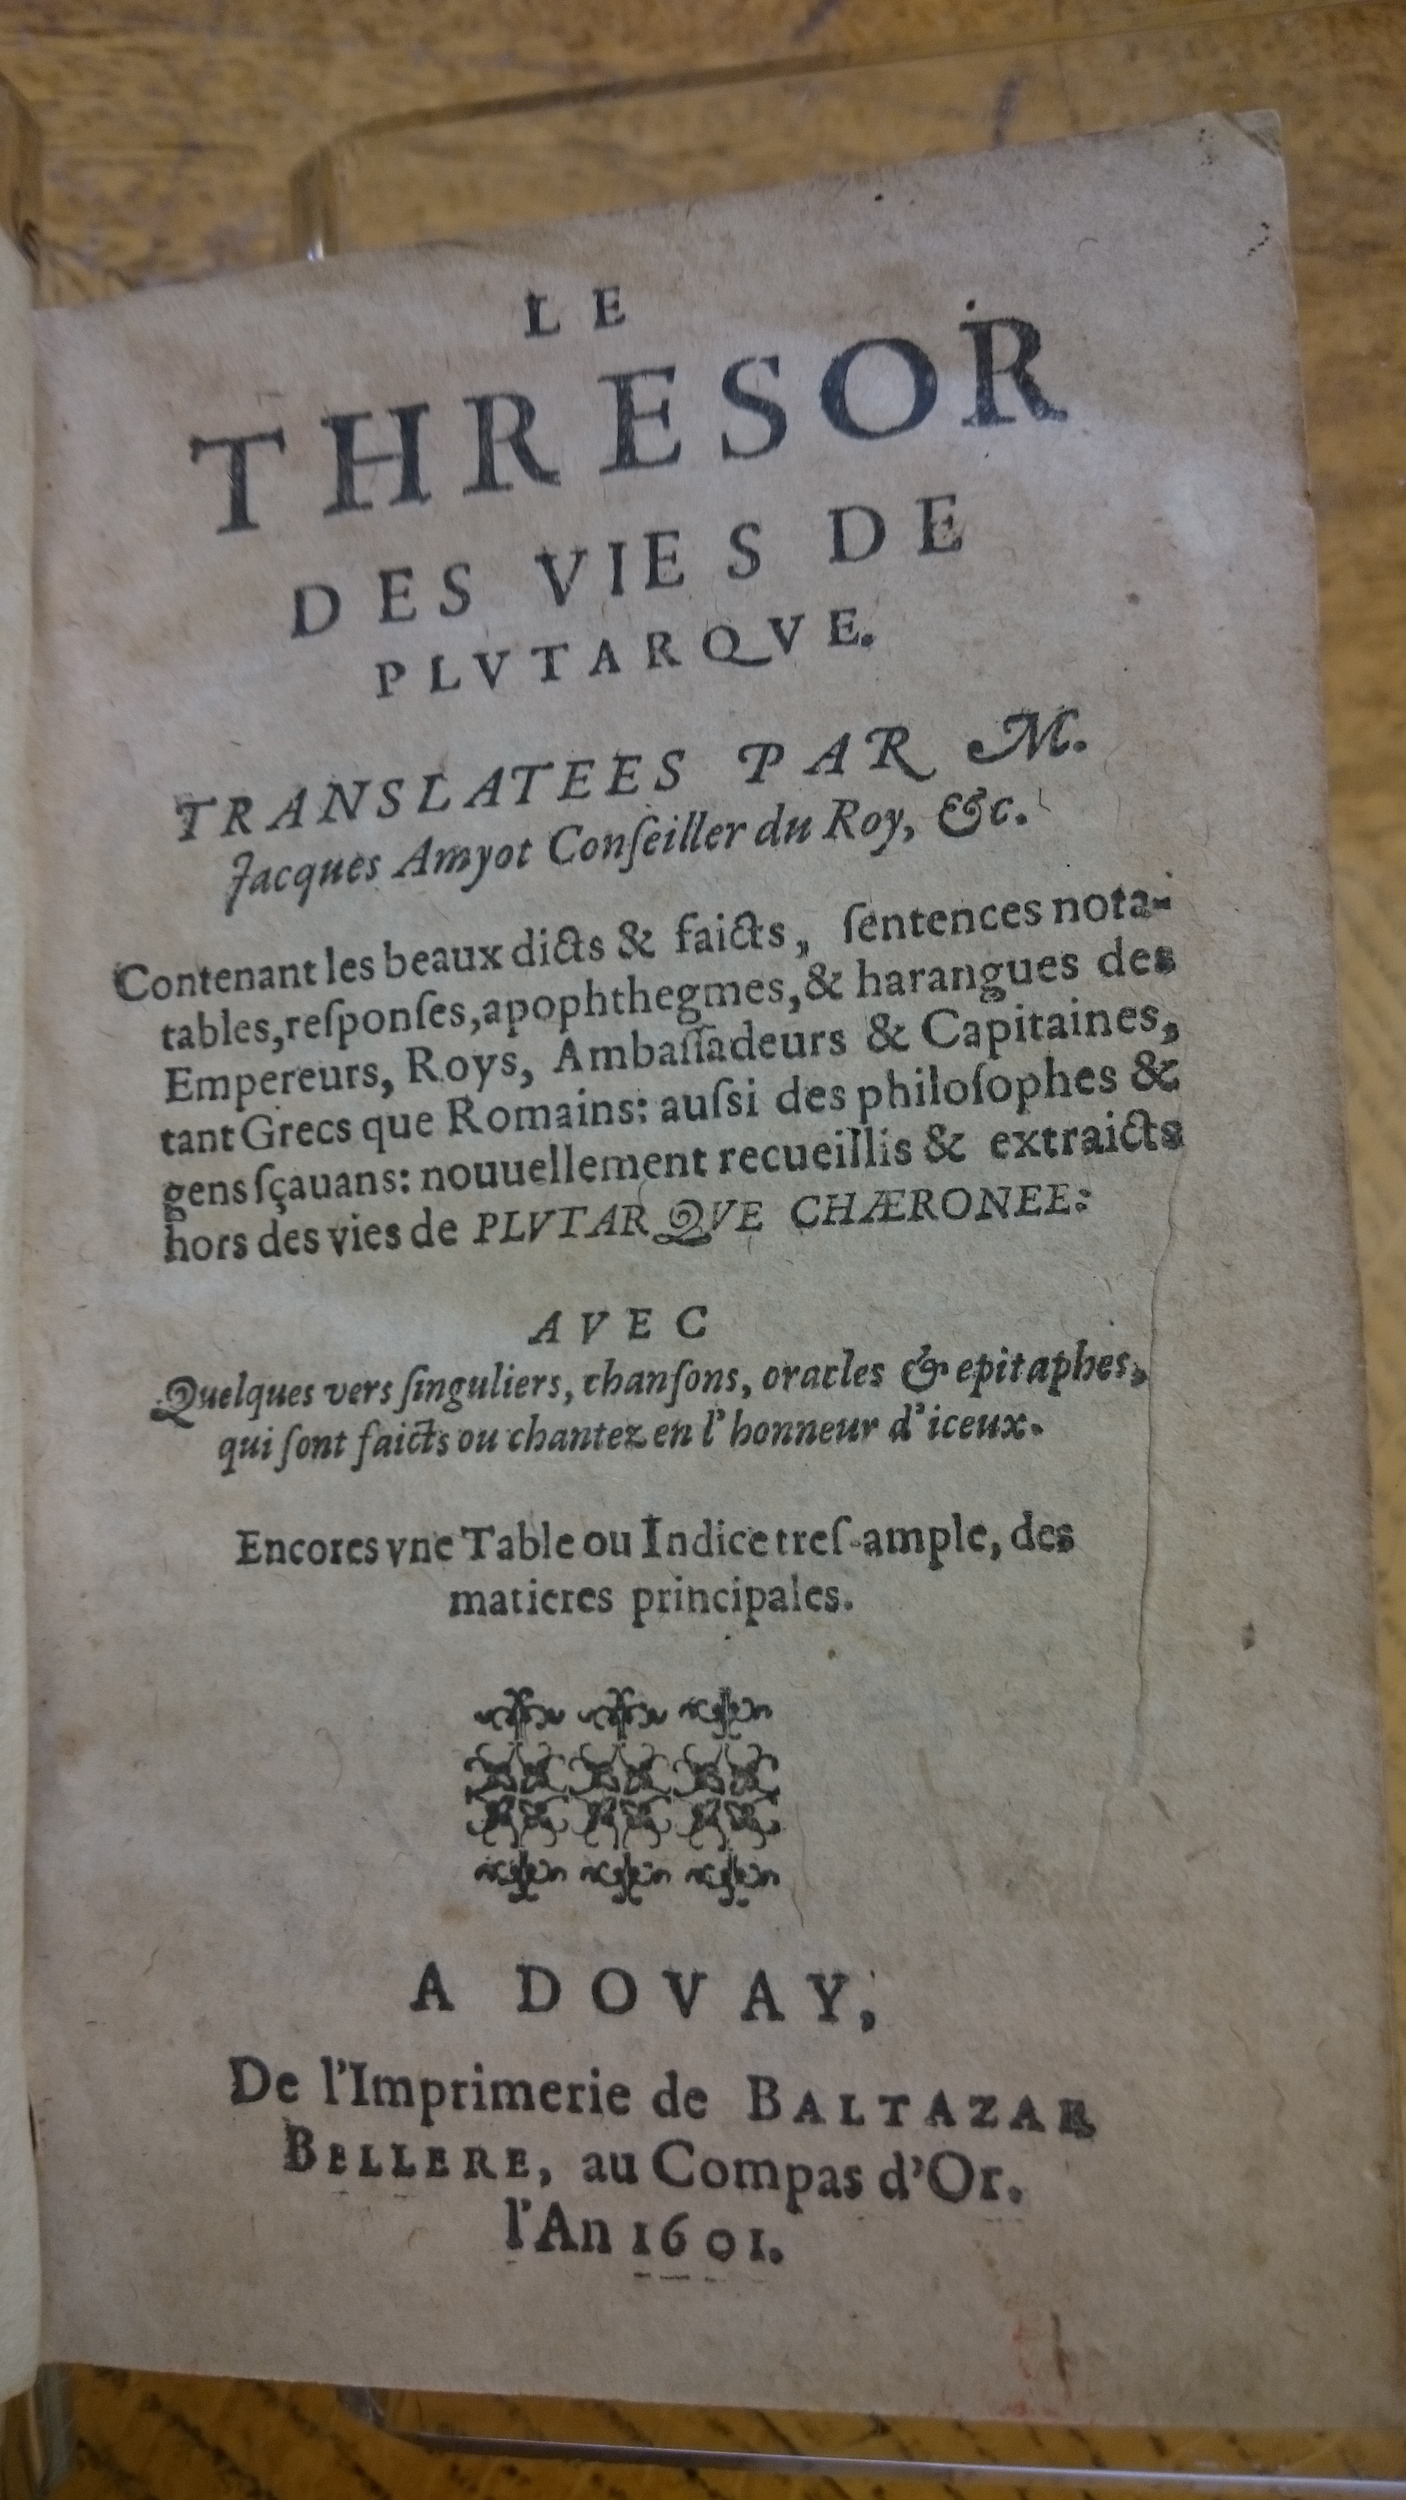 LE
THRESOR
DES VIES DE
PLVTARQVE.
TRANSLATEES PAR M.
Jacques Amyot Conſeiller du Roy, &c.
Contenant les beaux dicts & faicts, ſentences nota-
tables, reſponſes, apophthegmes, & harangues des
Empereurs, Roys, Ambaſſadeurs & Capitaines,
tant Grecs que Romains: auſsi des philoſophes &
gens ſçauans: nouuellement recueillis & extraicts
hors des vies de PLVTARQVE CHÆRONEE:
AVEC
Quelques vers ſinguliers, chanſons, oracles & epitaphes,
qui ſont faicts ou chantez en l'honneur d'iceux.
Encores vne Table ou Indice treſ-ample, des
matieres principales.
A DOVAY,
De l'Imprimerie de BALTAZAR
BELLERE, au Compas d'Or.
l'An 1601.